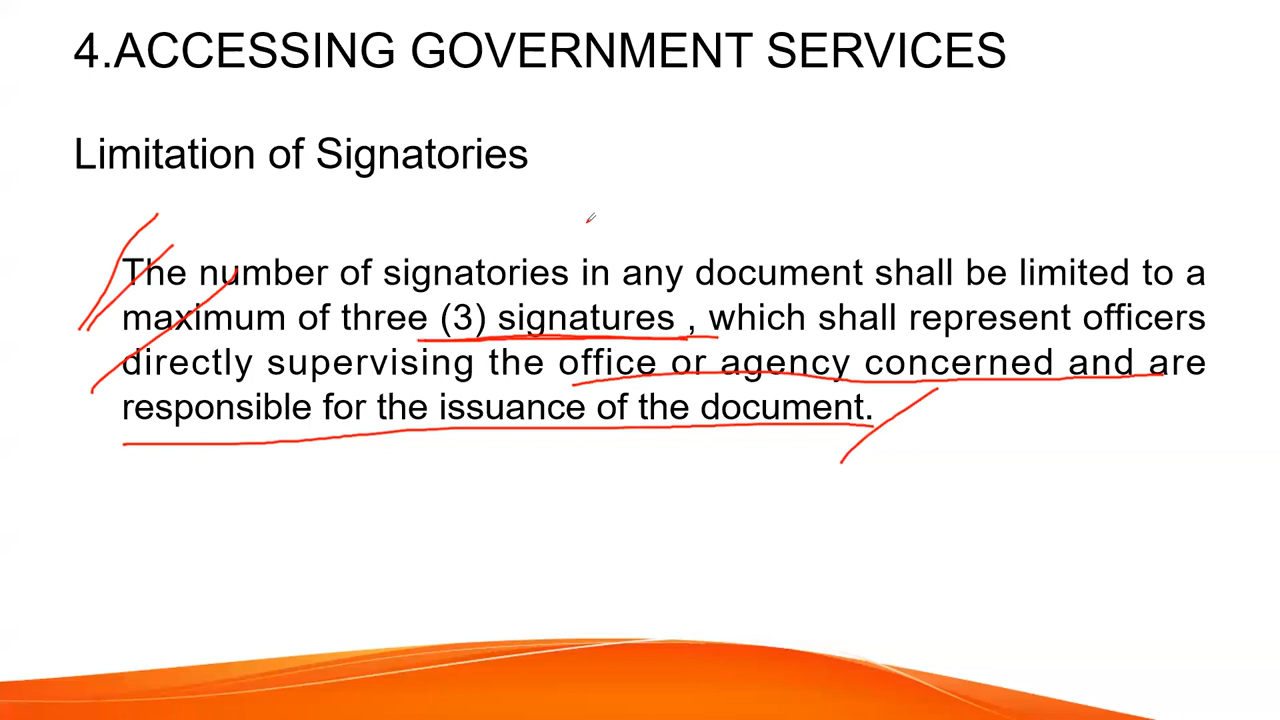 4.ACCESSING GOVERNMENT SERVICES
Limitation of Signatories
The number of signatories in any document shall be limited to a
maximum of three (3) signatures , which shall represent officers
directly supervising the office or agency concerned and are
responsible for the issuance of the document.